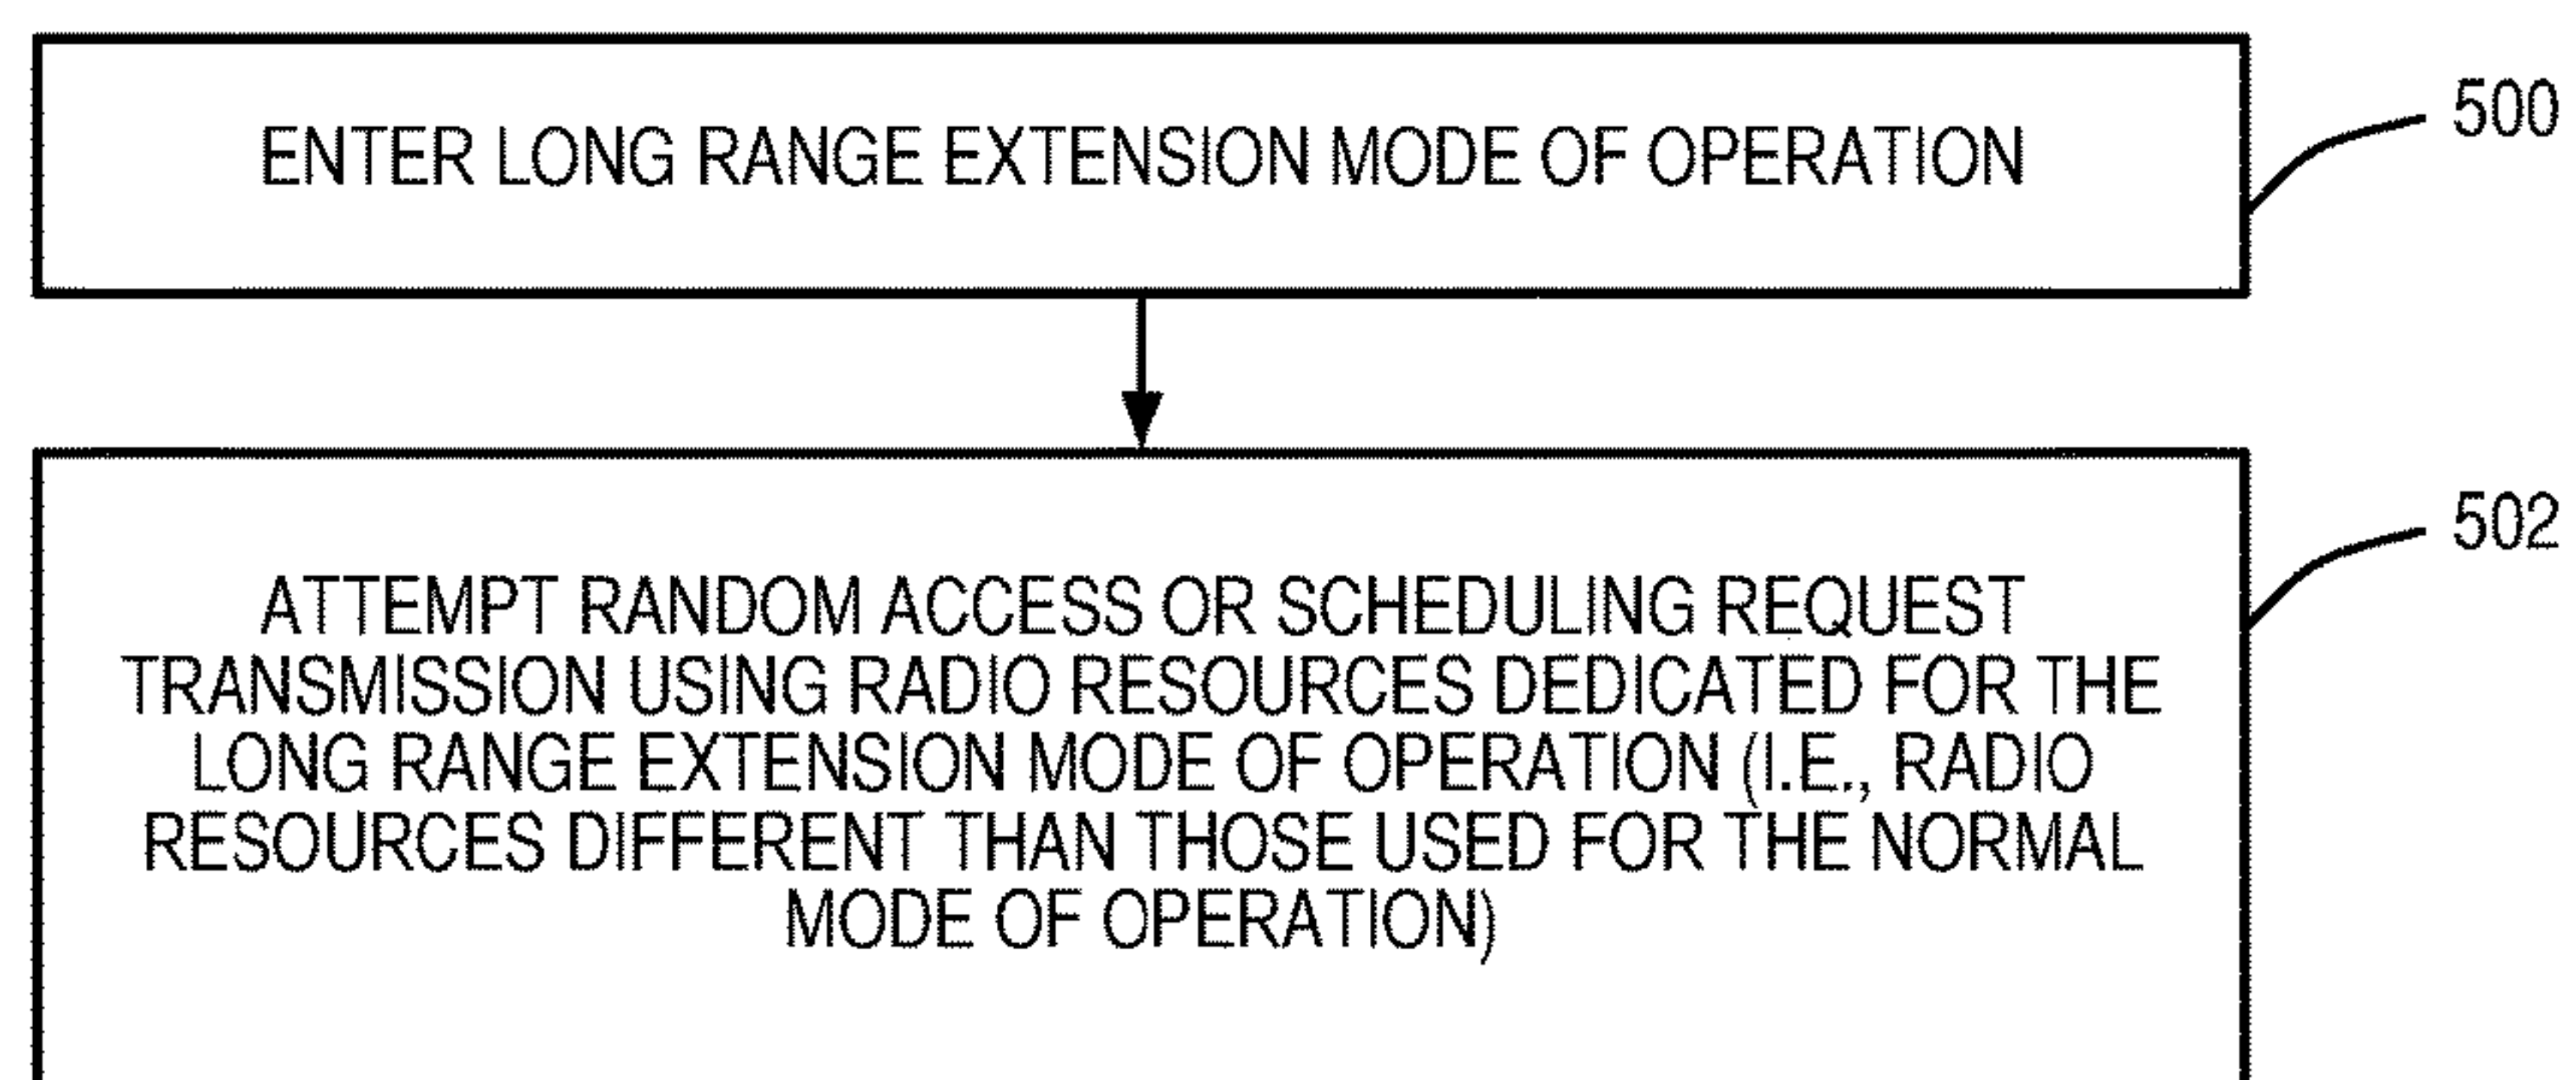 ENTER LONG RANGE EXTENSION MODE OF OPERATION
500
502
ATTEMPT RANDOM ACCESS OR SCHEDULING REQUEST
TRANSMISSION USING RADIO RESOURCES DEDICATED FOR THE
LONG RANGE EXTENSION MODE OF OPERATION (I.E., RADIO
RESOURCES DIFFERENT THAN THOSE USED FOR THE NORMAL
MODE OF OPERATION)